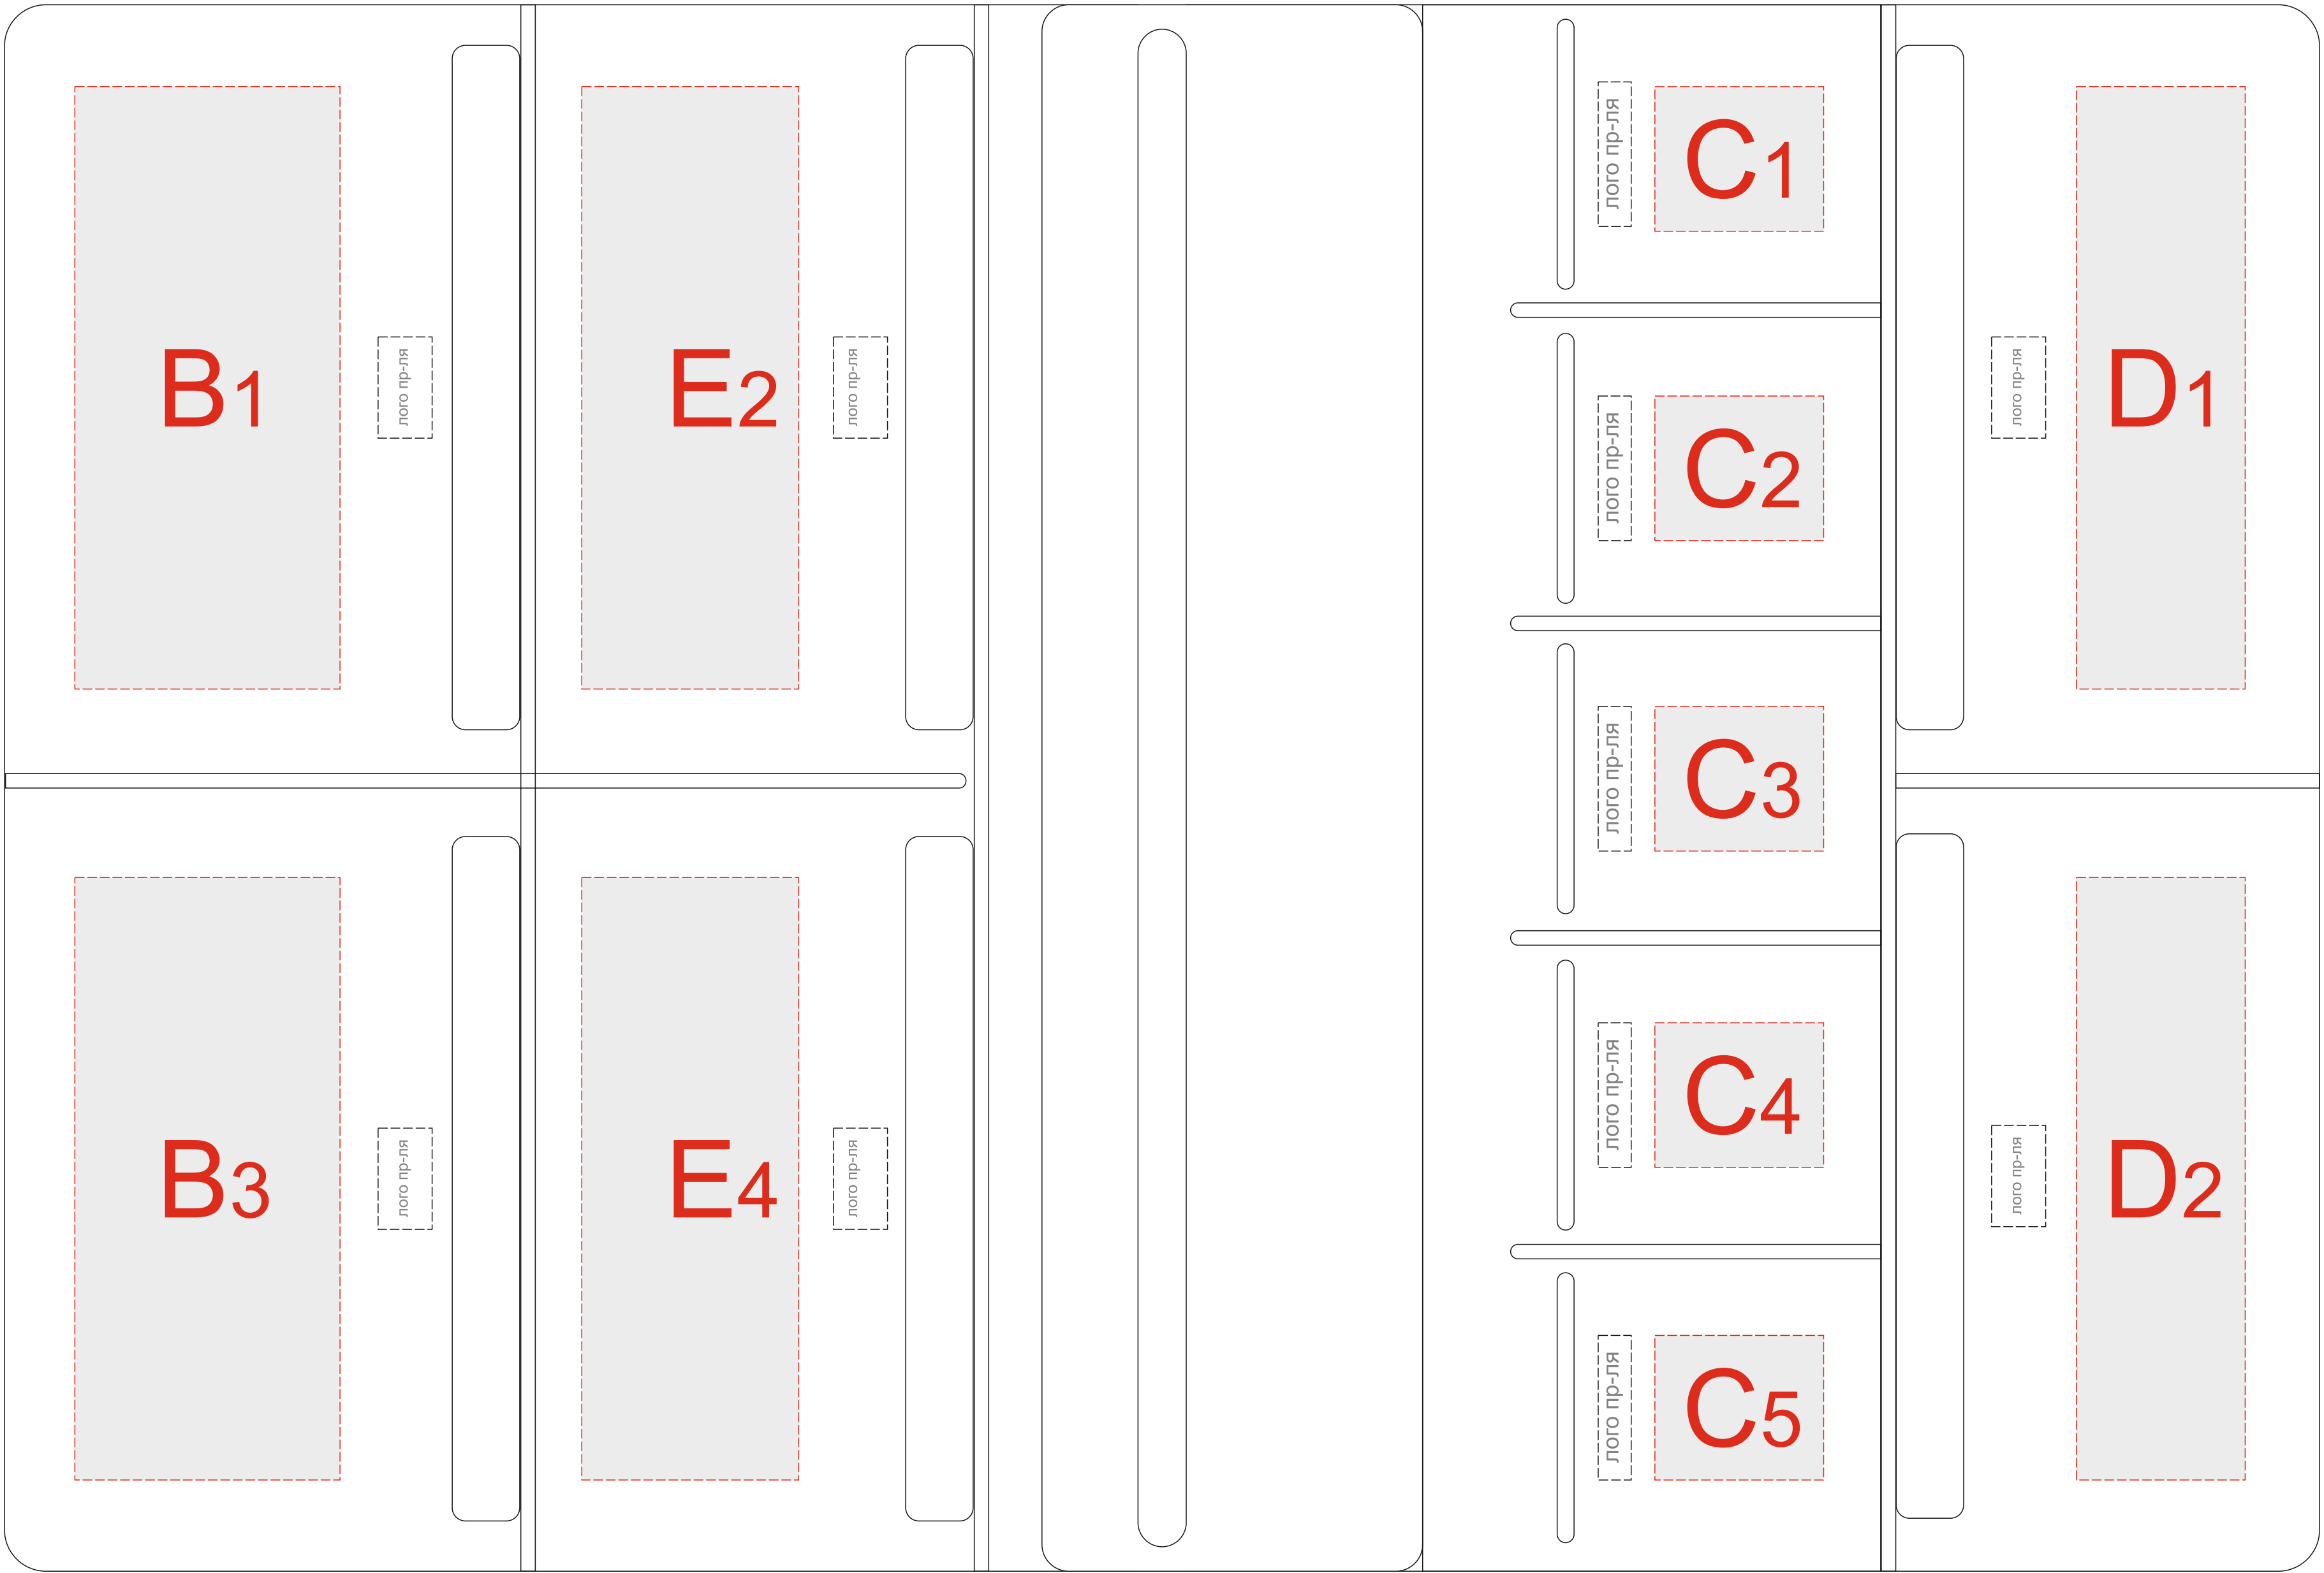 B1
лого пр-ля
E2
лого пр-ля
лого пр-ля
C1
лого пр-ля
C2
лого пр-ля
D1
лого пр-ля
C3
B3
лого пр-ля
E4
лого пр-ля
лого пр-ля
C4
лого пр-ля
D2
лого пр-ля
C5